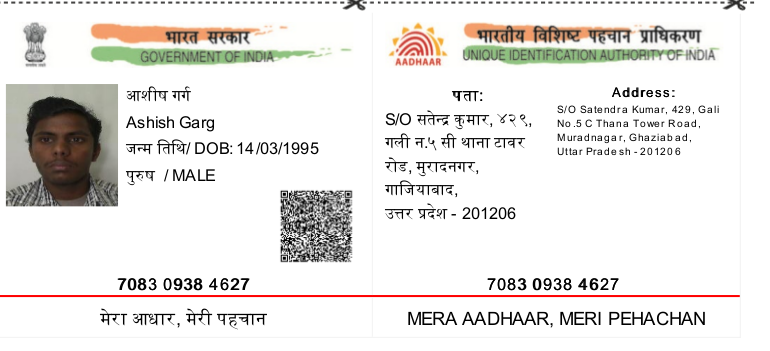 भारत सरकार
GOVERNMENT OF INDIA
आशीष गर्ग
Ashish Garg
जन्म तिथि/ DOB: 14/03/1995
पुरुष / MALE
7083 0938 4627
मेरा आधार, मेरी पहचान
भारतीय विशिष्ट पहचान प्राधिकरण
UNIQUE IDENTIFICATION AUTHORITY OF INDIA
AADHAAR
पता:
S/O सतेन्द्र कुमार, ४२९,
गली न.५ सी थाना टावर
रोड, मुरादनगर,
गाजियाबाद,
उत्तर प्रदेश - 201206
Address:
S/O Satendra Kumar, 429, Gali
No.5 C Thana Tower Road,
Muradnagar, Ghaziabad,
Uttar Pradesh - 201206
7083 0938 4627
MERA AADHAAR, MERI PEHACHAN